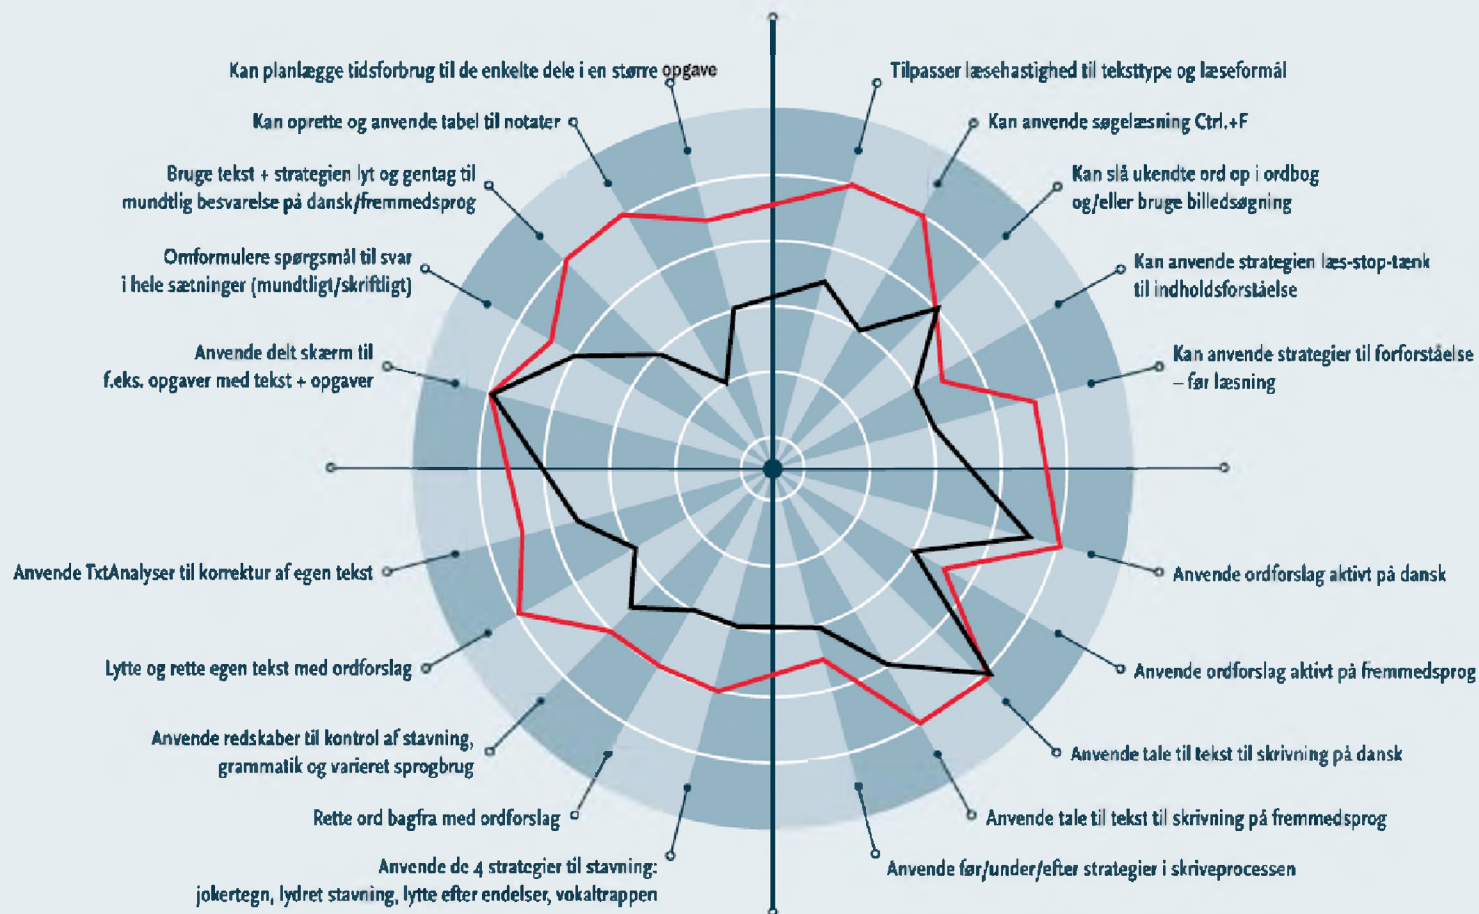 Kan planlægge tidsforbrug til de enkelte dele i en større opgave
Kan oprette og anvende tabel til notater
Bruge tekst + strategien lyt og gentag til
mundtlig besvarelse på dansk/fremmedsprog
Omformulere spørgsmål til svar
i hele sætninger (mundtligt/skriftligt)
Anvende delt skærm til
f.eks. opgaver med tekst + opgaver
Anvende TxtAnalyser til korrektur af egen tekst
Lytte og rette egen tekst med ordforslag
Anvende redskaber til kontrol af stavning,
grammatik og varieret sprogbrug
Rette ord bagfra med ordforslag
Anvende de 4 strategier til stavning:
jokertegn, lydret stavning, lytte efter endelser, vokaltrappen
Tilpasser læsehastighed til teksttype og læseformål
Kan anvende søgelæsning Ctrl.+F
Kan slå ukendte ord op i ordbog
og/eller bruge billedsøgning
Kan anvende strategien læs-stop-tænk
til indholdsforståelse
Kan anvende strategier til forforståelse
– før læsning
Anvende ordforslag aktivt på dansk
Anvende ordforslag aktivt på fremmedsprog
Anvende tale til tekst til skrivning på dansk
Anvende tale til tekst til skrivning på fremmedsprog
Anvende før/under/efter strategier i skriveprocessen